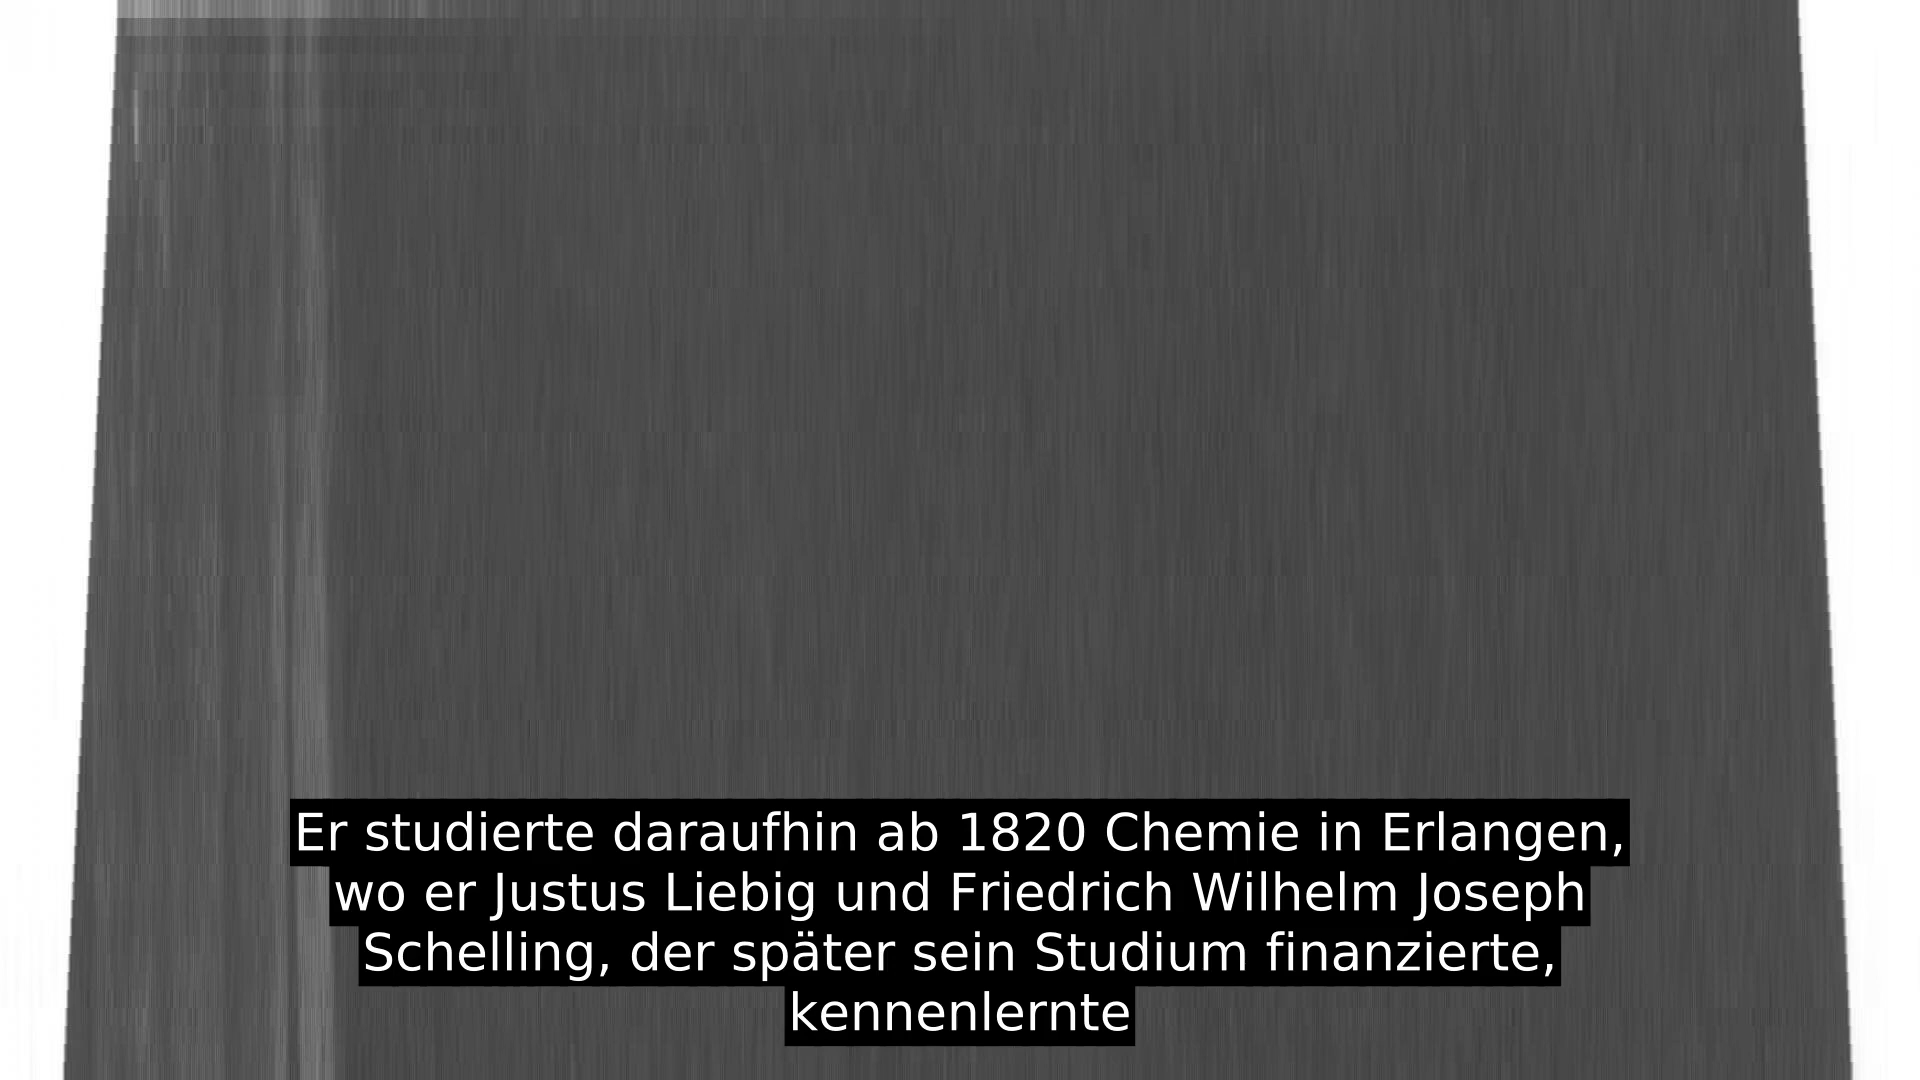 Er studierte daraufhin ab 1820 Chemie in Erlangen,
wo er Justus Liebig und Friedrich Wilhelm Joseph
Schelling, der später sein Studium finanzierte,
kennenlernte